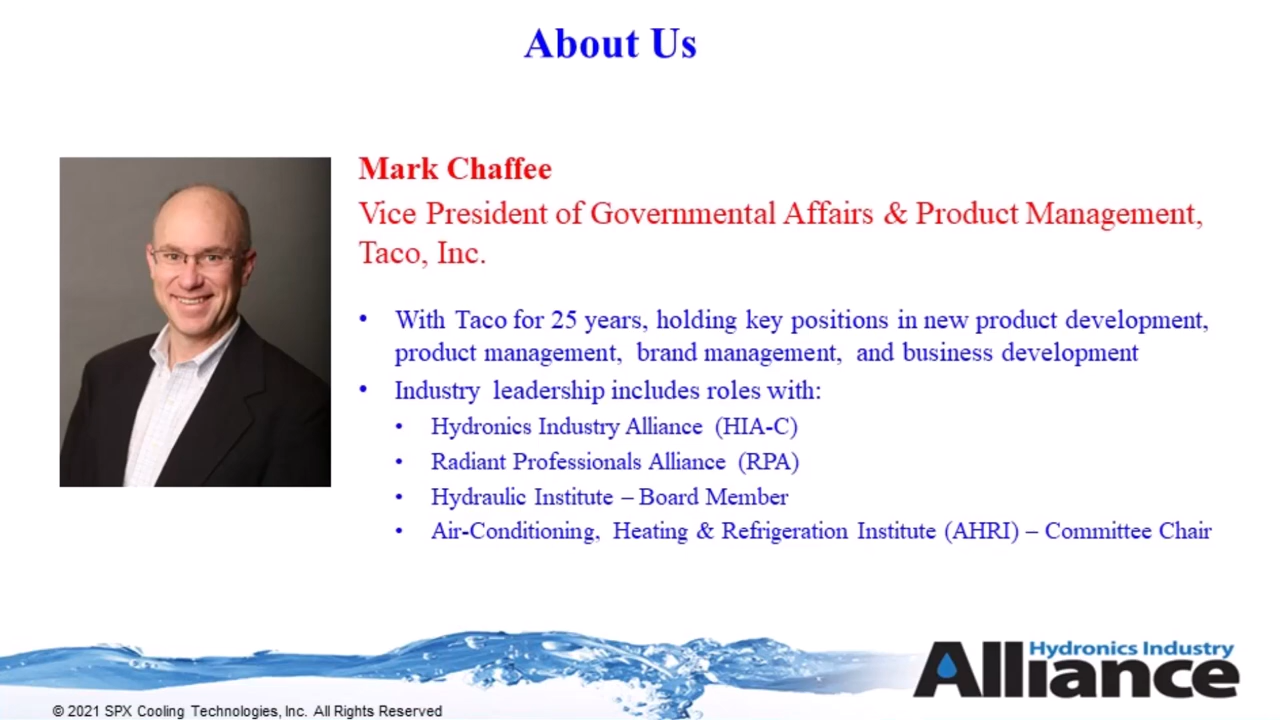 About Us
Mark Chaffee
Vice President of Governmental Affairs & Product Management,
Taco, Inc.
• With Taco for 25 years, holding key positions in new product development,
product management, brand management, and business development
• Industry leadership includes roles with:
• Hydronics Industry Alliance (HIA-C)
• Radiant Professionals Alliance (RPA)
• Hydraulic Institute – Board Member
• Air-Conditioning, Heating & Refrigeration Institute (AHRI) – Committee Chair
Hydronics Industry
Alliance
© 2021 SPX Cooling Technologies, Inc. All Rights Reserved